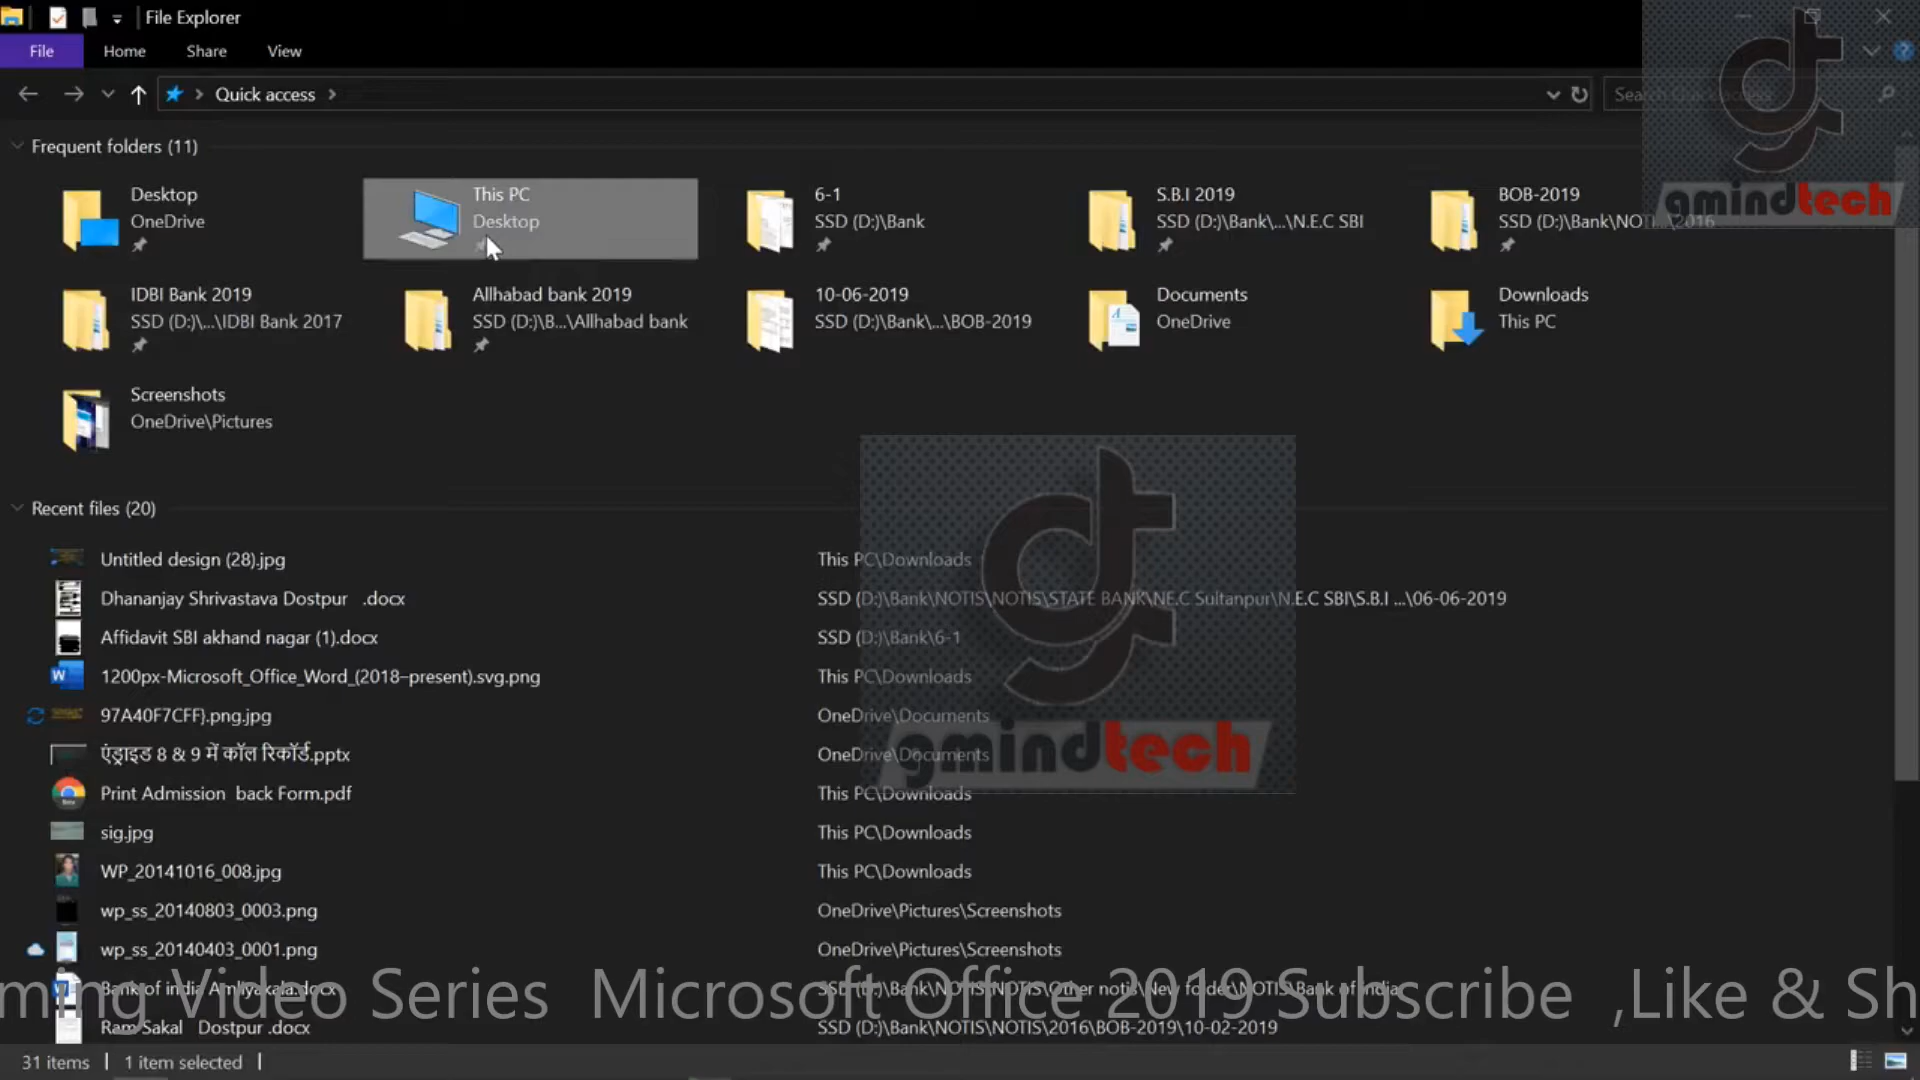 File Explorer
File Home Share View
Quick access
Frequent folders (11)
Desktop
OneDrive
This PC
Desktop
6-1
SSD (D:)\Bank
S.B.I 2019
SSD (D:)\Bank\...\N.E.C SBI
BOB-2019
SSD (D:)\Bank\NOTI...\2016
IDBI Bank 2019
SSD (D:)\...\IDBI Bank 2017
Allhabad bank 2019
SSD (D:)\B...\Allhabad bank
10-06-2019
SSD (D:)\Bank\...\BOB-2019
Documents
OneDrive
Downloads
This PC
Screenshots
OneDrive\Pictures
gmindtech
Recent files (20)
Untitled design (28).jpg This PC\Downloads
Dhananjay Shrivastava Dostpur .docx SSD (D:)\Bank\NOTIS\NOTIS\STATE BANK\NE.C Sultanpur\N.E.C SBI\S.B.I ...\06-06-2019
Affidavit SBI akhand nagar (1).docx SSD (D:)\Bank\6-1
1200px-Microsoft_Office_Word_(2018–present).svg.png This PC\Downloads
97A40F7CFF}.png.jpg OneDrive\Documents
एंड्राइड 8 & 9 में कॉल रिकॉर्ड.pptx OneDrive\Documents
gmindtech
Print Admission back Form.pdf This PC\Downloads
sig.jpg This PC\Downloads
WP_20141016_008.jpg This PC\Downloads
wp_ss_20140803_0003.png OneDrive\Pictures\Screenshots
wp_ss_20140403_0001.png OneDrive\Pictures\Screenshots
Bank of india Amliyakala.docx SSD (D:)\Bank\NOTIS\NOTIS\Other notis\New folder\NOTIS\Bank of india
ming Video Series Microsoft Office 2019 Subscribe ,Like & Sh
Ram Sakal Dostpur .docx SSD (D:)\Bank\NOTIS\NOTIS\2016\BOB-2019\10-02-2019
31 items 1 item selected